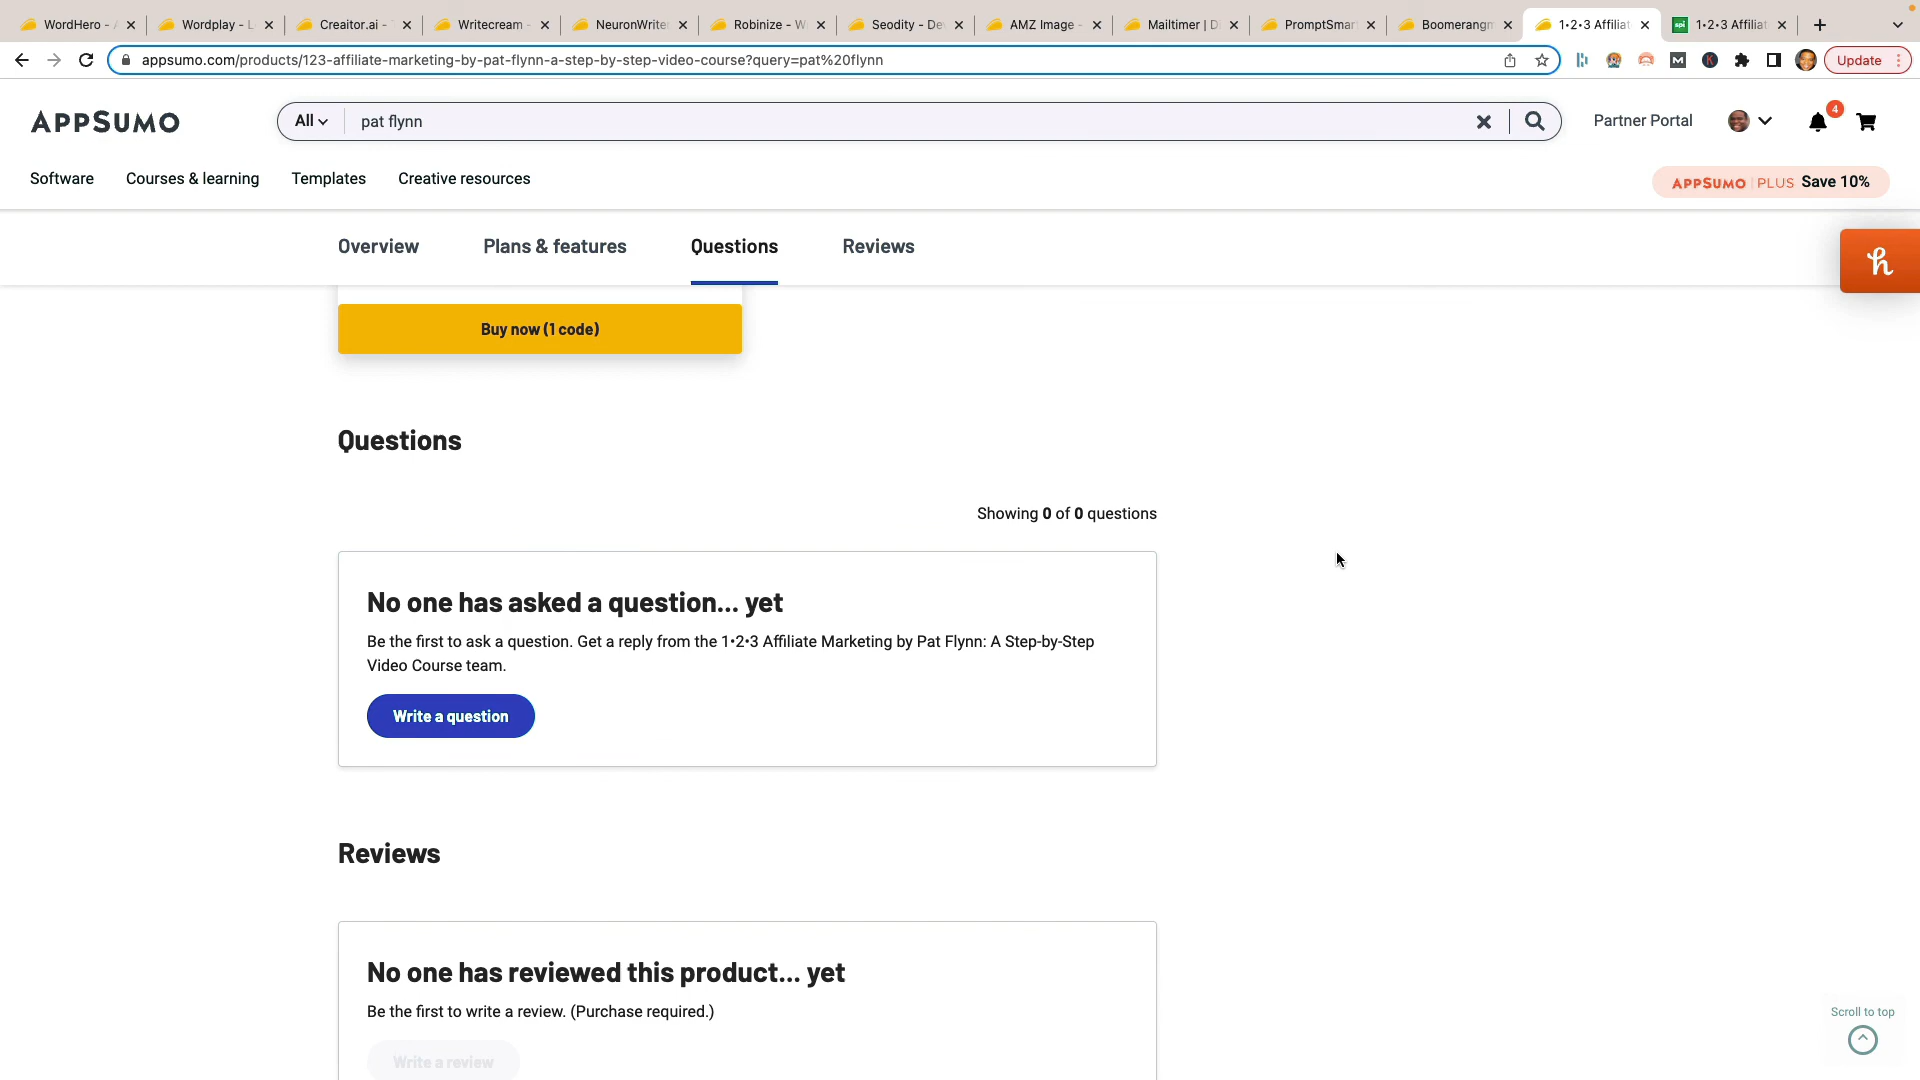 WordHero - A
Wordplay - L
Creaitor.ai -
Writecream -
NeuronWrite
Robinize - W
Seodity - De
AMZ Image -
Mailtimer | D
PromptSmar
Boomerangm
1•2•3 Affiliat
spi 1•2•3 Affiliat
appsumo.com/products/123-affiliate-marketing-by-pat-flynn-a-step-by-step-video-course?query=pat%20flynn
Update
APPSUMO
All
pat flynn
Partner Portal
4
Software
Courses & learning
Templates
Creative resources
APPSUMO | PLUS Save 10%
Overview
Plans & features
Questions
Reviews
h
Buy now (1 code)
Questions
Showing 0 of 0 questions
No one has asked a question... yet
Be the first to ask a question. Get a reply from the 1•2•3 Affiliate Marketing by Pat Flynn: A Step-by-Step
Video Course team.
Write a question
Reviews
No one has reviewed this product... yet
Be the first to write a review. (Purchase required.)
Write a review
Scroll to top